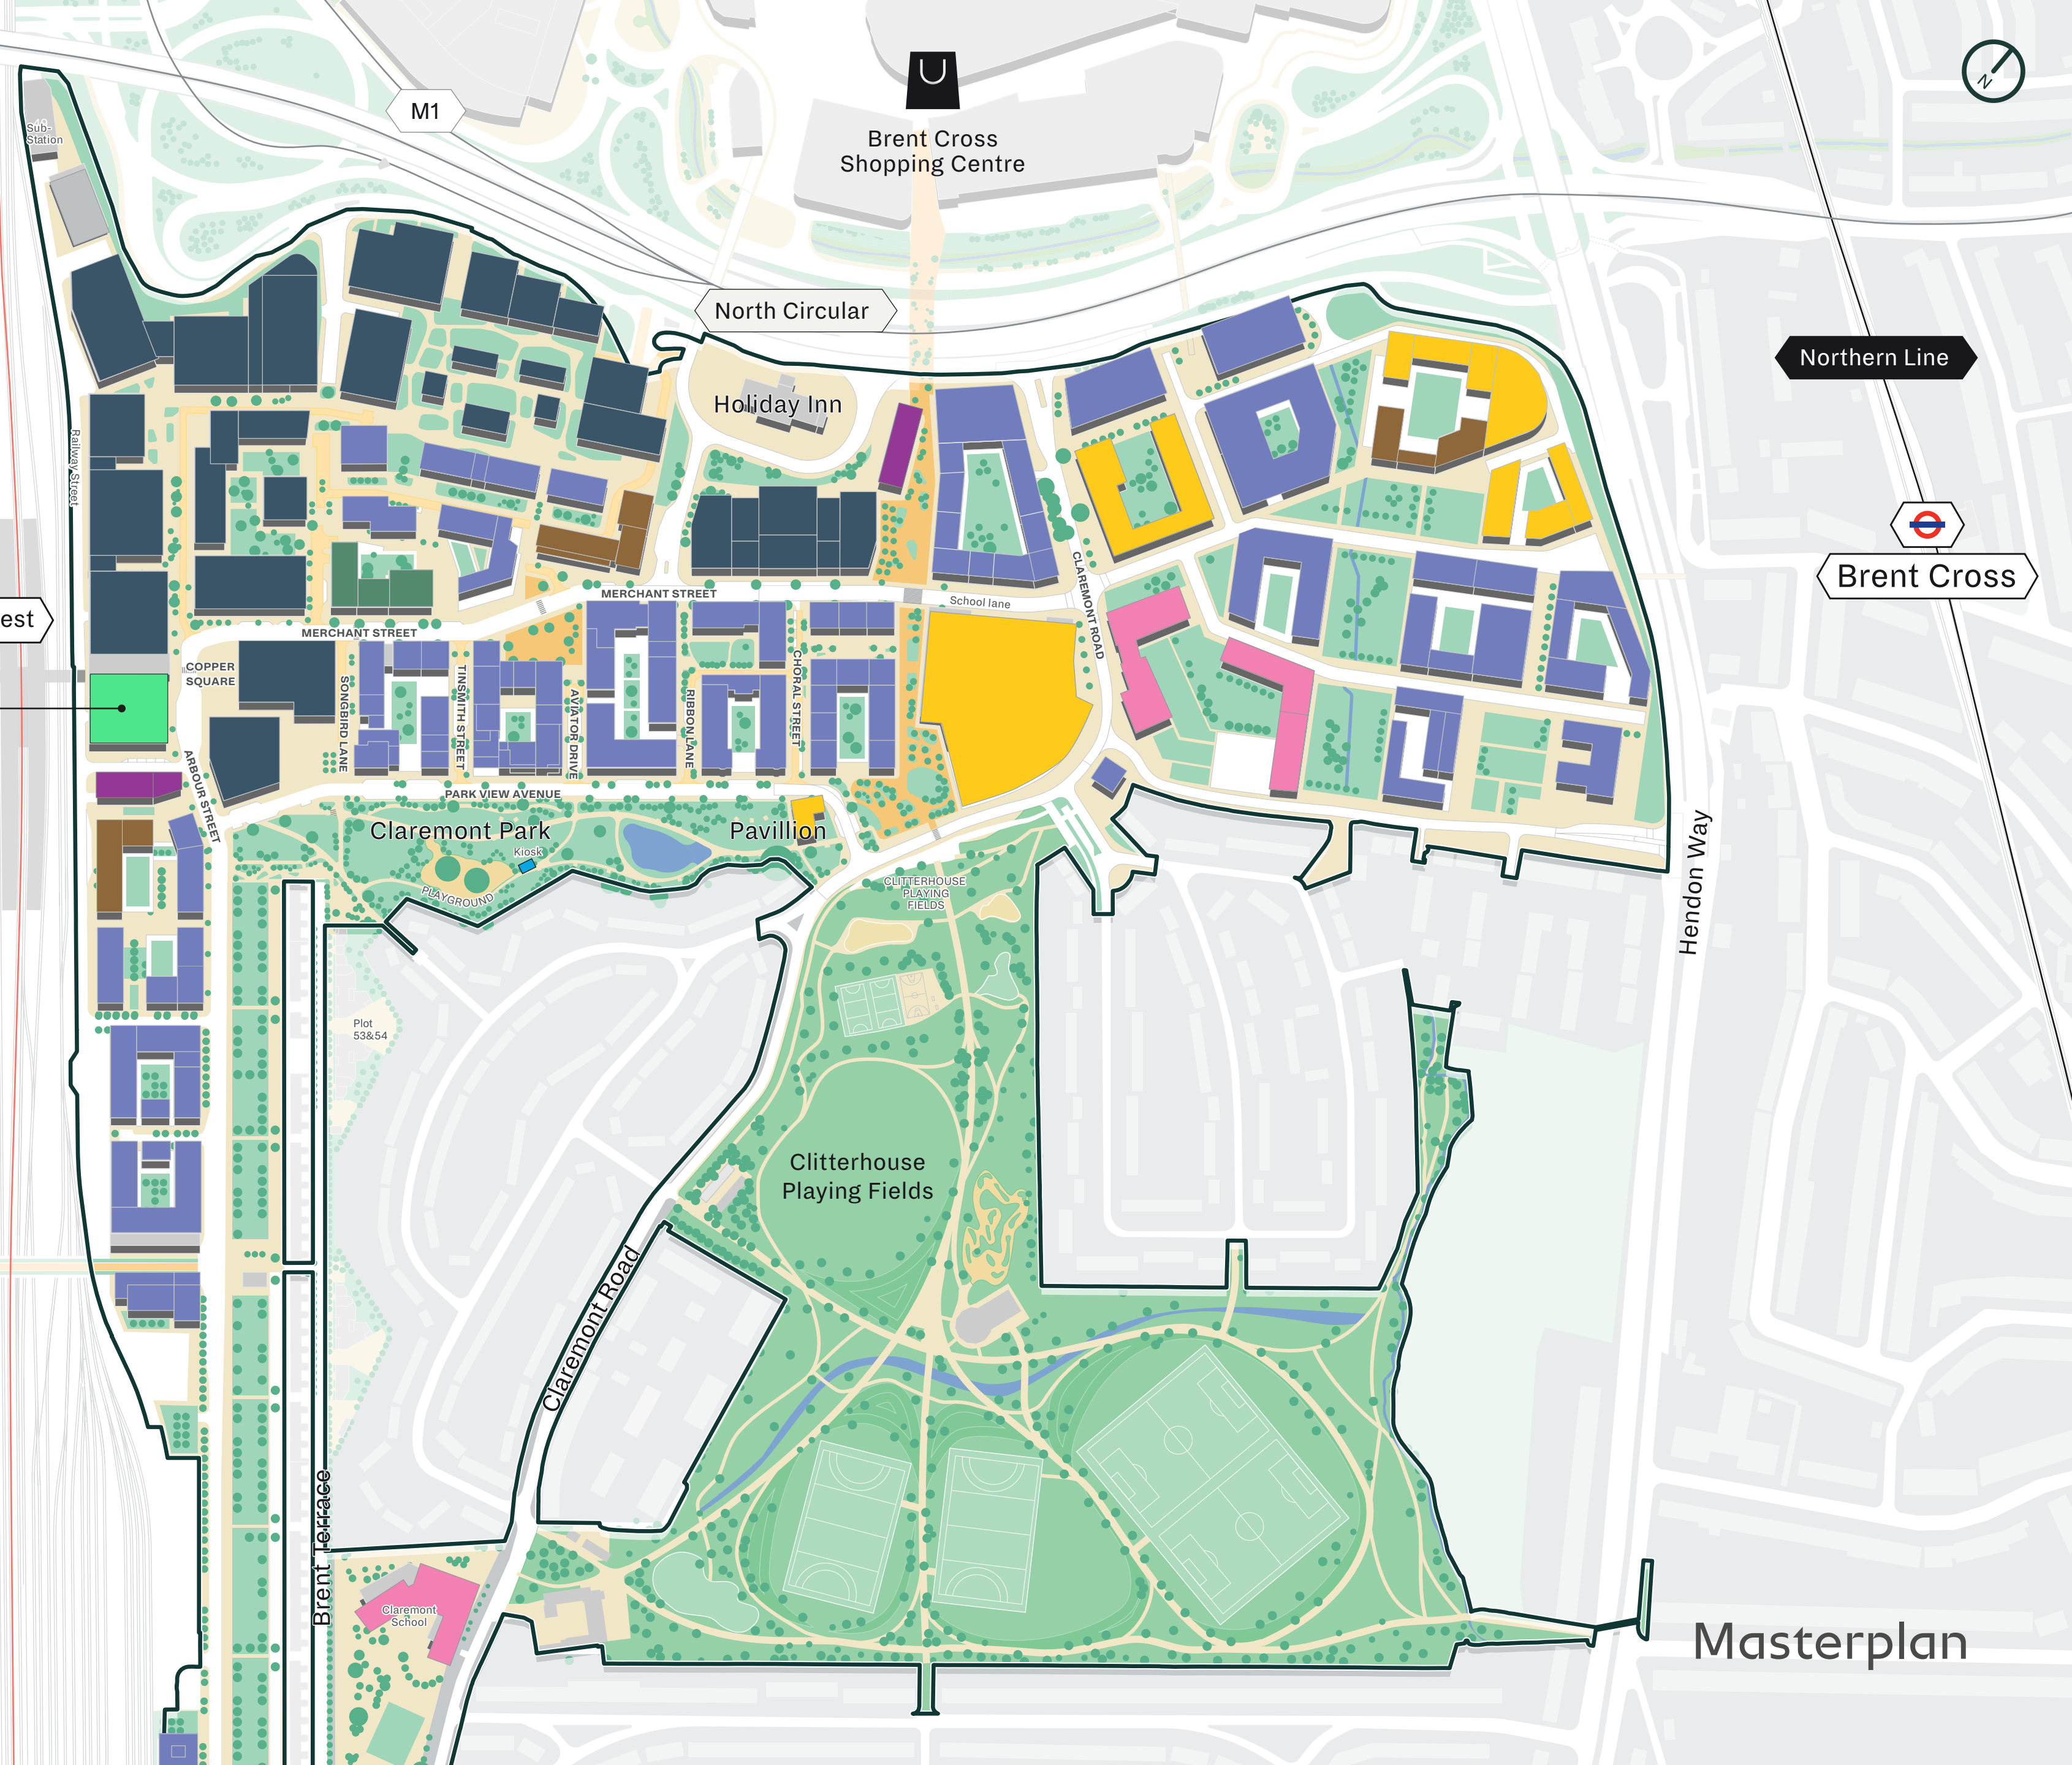 M1
N
Brent Cross
Shopping Centre
Sub-
Station
North Circular
Northern Line
Holiday Inn
Railway Street
Brent Cross
CLAREMONT ROAD
MERCHANT STREET
School lane
est
MERCHANT STREET
COPPER
SQUARE
SONGBIRD LANE
TINSMITH STREET
AVIATOR DRIVE
RIBBON LANE
CHORAL STREET
ARBOUR STREET
PARK VIEW AVENUE
Claremont Park
Pavillion
Kiosk
PLAYGROUND
CLITTERHOUSE
PLAYING
FIELDS
Hendon Way
Plot
53&54
Clitterhouse
Playing Fields
Claremont Road
Brent Terrace
Claremont
School
Masterplan